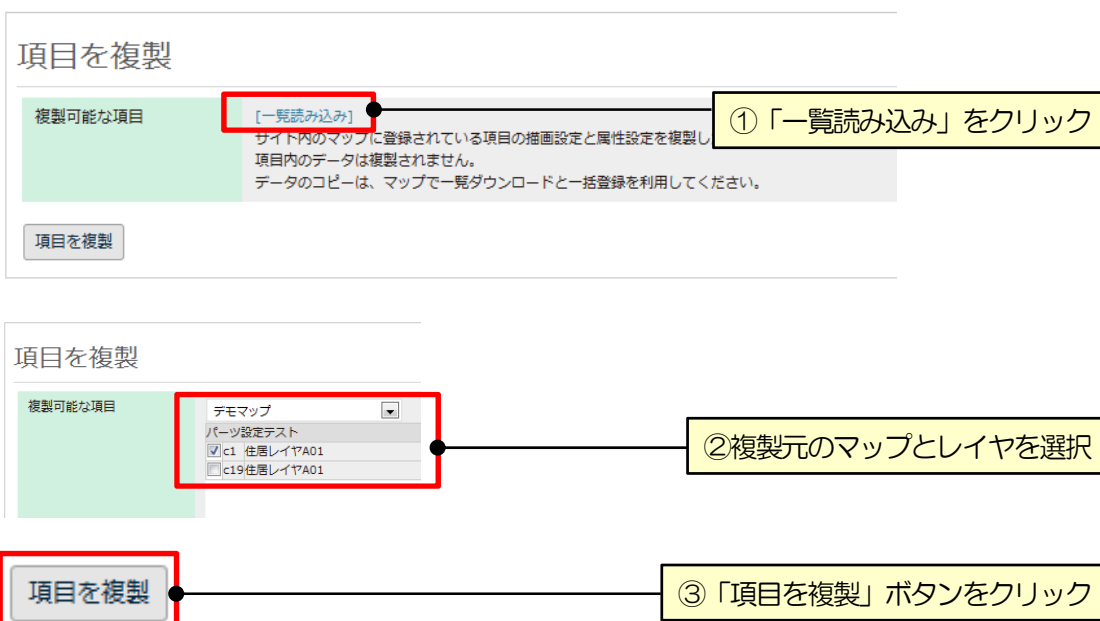 項目を複製
複製可能な項目
[一覧読み込み]
①「一覧読み込み」をクリック
サイト内のマップに登録されている項目の描画設定と属性設定を複製し
項目内のデータは複製されません。
データのコピーは、マップで一覧ダウンロードと一括登録を利用してください。
項目を複製
項目を複製
複製可能な項目
デモマップ
パーツ設定テスト
c1 住居レイヤA01
c19住居レイヤA01
②複製元のマップとレイヤを選択
項目を複製
③「項目を複製」ボタンをクリック